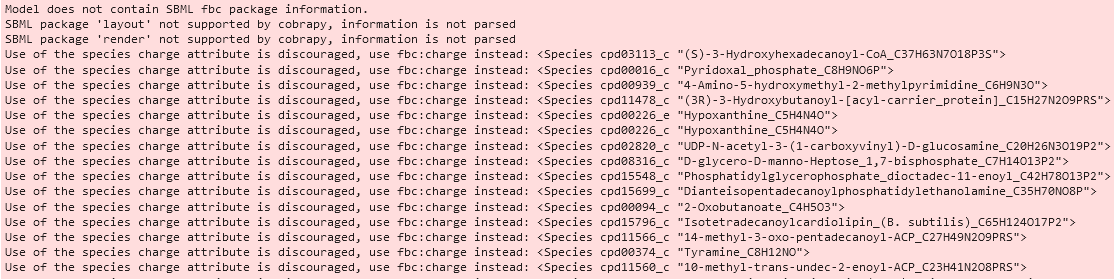 Model does not contain SBML fbc package information.
SBML package 'layout' not supported by cobrapy, information is not parsed
SBML package 'render' not supported by cobrapy, information is not parsed
Use of the species charge attribute is discouraged, use fbc:charge instead: <Species cpd03113_c "(S)-3-Hydroxyhexadecanoyl-CoA_C37H63N7O18P3S">
Use of the species charge attribute is discouraged, use fbc:charge instead: <Species cpd00016_c "Pyridoxal_phosphate_C8H9NO6P">
Use of the species charge attribute is discouraged, use fbc:charge instead: <Species cpd00939_c "4-Amino-5-hydroxymethyl-2-methylpyrimidine_C6H9N3O">
Use of the species charge attribute is discouraged, use fbc:charge instead: <Species cpd11478_c "(3R)-3-Hydroxybutanoyl-[acyl-carrier_protein]_C15H27N2O9PRS">
Use of the species charge attribute is discouraged, use fbc:charge instead: <Species cpd00226_e "Hypoxanthine_C5H4N4O">
Use of the species charge attribute is discouraged, use fbc:charge instead: <Species cpd00226_c "Hypoxanthine_C5H4N4O">
Use of the species charge attribute is discouraged, use fbc:charge instead: <Species cpd02820_c "UDP-N-acetyl-3-(1-carboxyvinyl)-D-glucosamine_C20H26N3O19P2">
Use of the species charge attribute is discouraged, use fbc:charge instead: <Species cpd08316_c "D-glycero-D-manno-Heptose_1,7-bisphosphate_C7H14O13P2">
Use of the species charge attribute is discouraged, use fbc:charge instead: <Species cpd15548_c "Phosphatidylglycerophosphate_dioctadec-11-enoyl_C42H78O13P2">
Use of the species charge attribute is discouraged, use fbc:charge instead: <Species cpd15699_c "Dianteisopentadecanoylphosphatidylethanolamine_C35H70NO8P">
Use of the species charge attribute is discouraged, use fbc:charge instead: <Species cpd00094_c "2-Oxobutanoate_C4H5O3">
Use of the species charge attribute is discouraged, use fbc:charge instead: <Species cpd15796_c "Isotetradecanoylcardiolipin_(B. subtilis)_C65H124O17P2">
Use of the species charge attribute is discouraged, use fbc:charge instead: <Species cpd11566_c "14-methyl-3-oxo-pentadecanoyl-ACP_C27H49N2O9PRS">
Use of the species charge attribute is discouraged, use fbc:charge instead: <Species cpd00374_c "Tyramine_C8H12NO">
Use of the species charge attribute is discouraged, use fbc:charge instead: <Species cpd11560_c "10-methyl-trans-undec-2-enoyl-ACP_C23H41N2O8PRS">